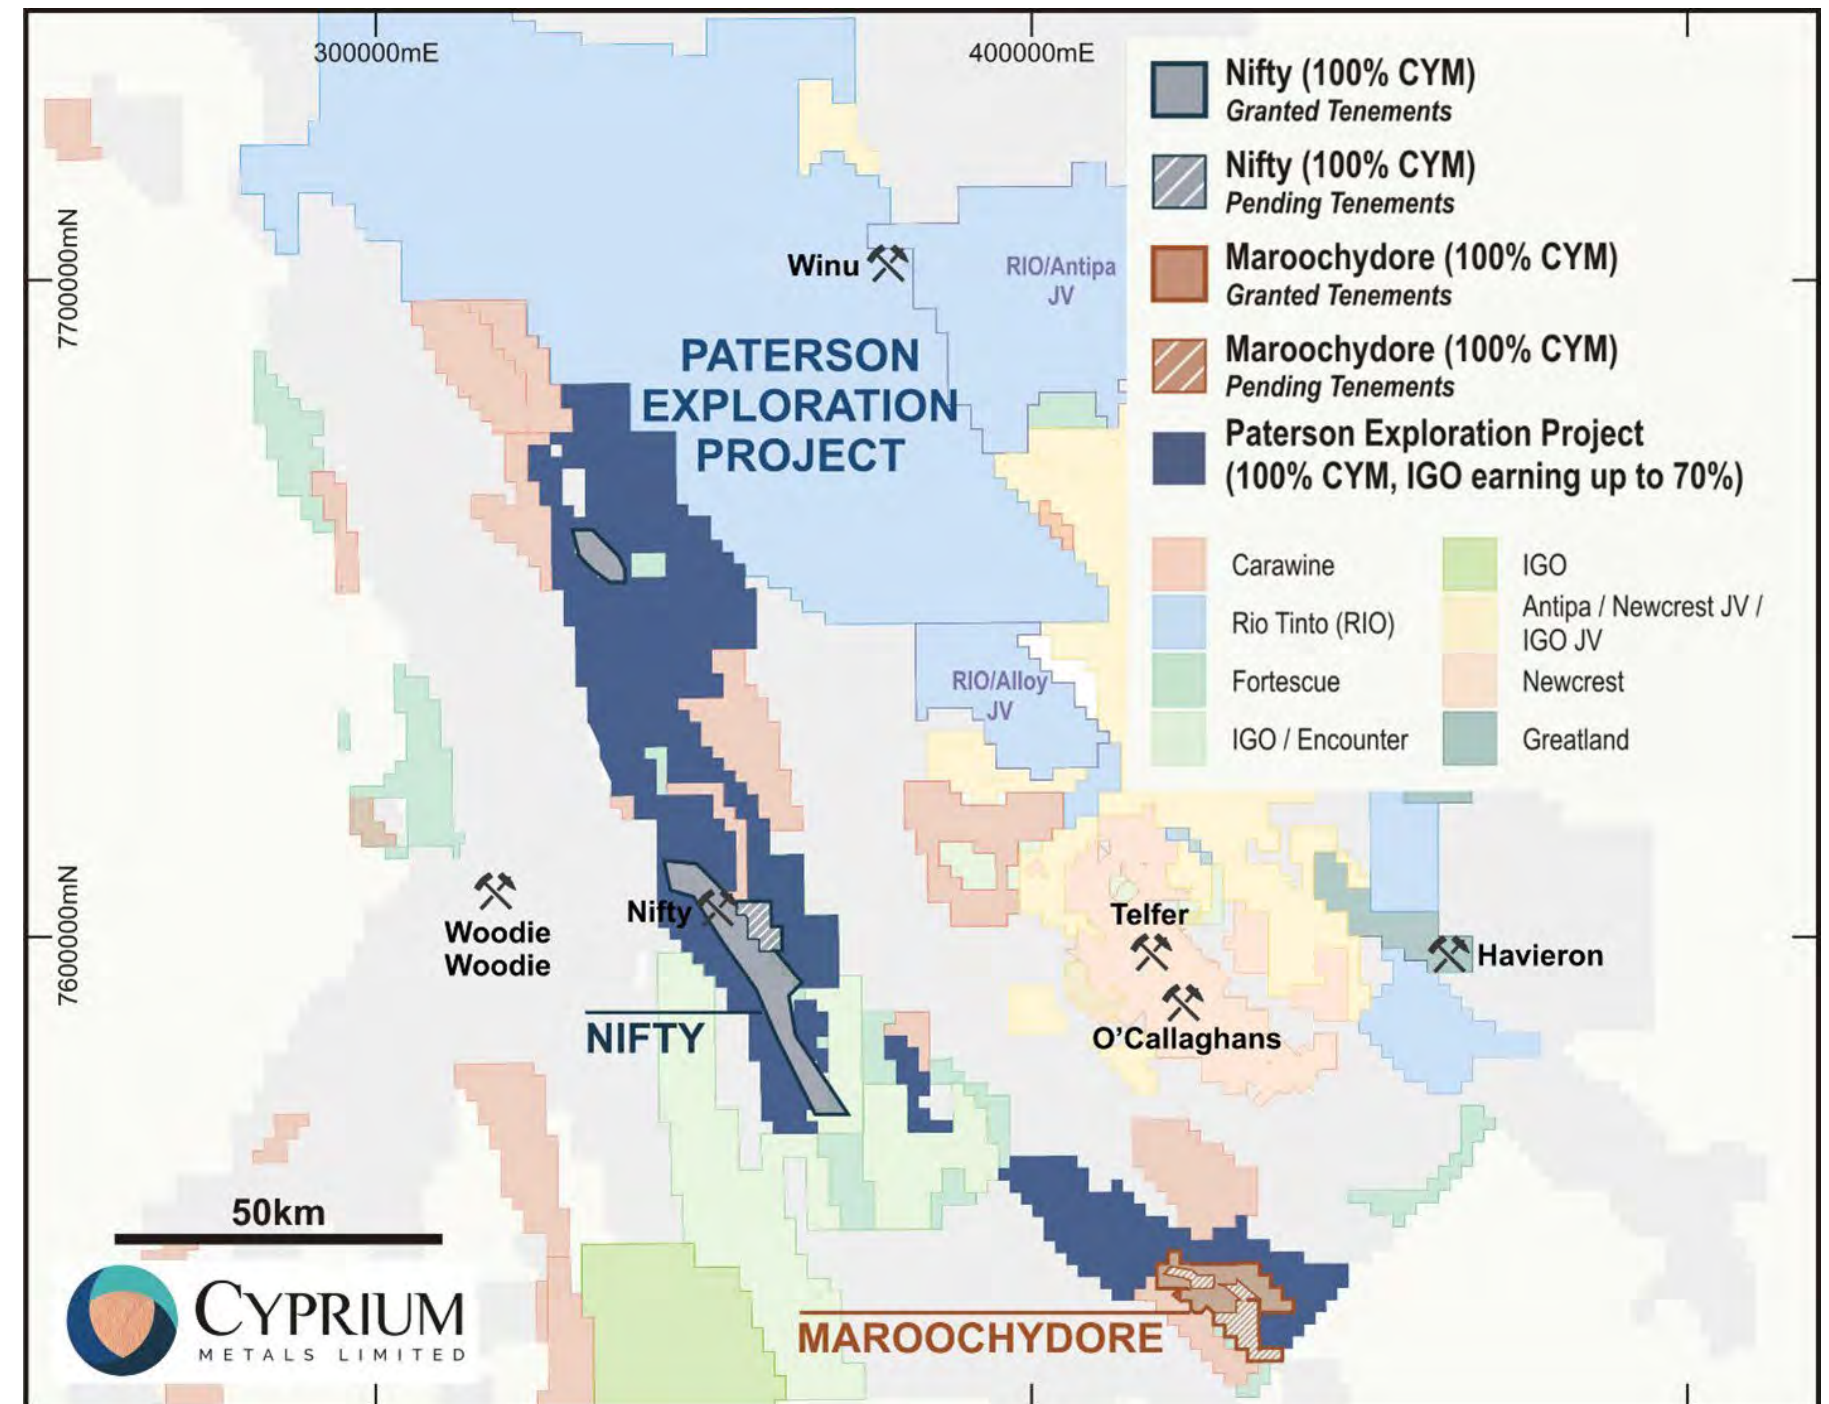 300000mE
400000mE
7700000mN
7600000mN
Nifty (100% CYM)
Granted Tenements
Nifty (100% CYM)
Pending Tenements
Maroochydore (100% CYM)
Granted Tenements
Maroochydore (100% CYM)
Pending Tenements
Paterson Exploration Project
(100% CYM, IGO earning up to 70%)
Carawine
Rio Tinto (RIO)
Fortescue
IGO / Encounter
IGO
Antipa / Newcrest JV /
IGO JV
Newcrest
Greatland
Winu
RIO/Antipa
JV
PATERSON
EXPLORATION
PROJECT
RIO/Alloy
JV
Woodie
Woodie
Nifty
Telfer
Havieron
O'Callaghans
NIFTY
50km
MAROOCHYDORE
CYPRIUM
METALS LIMITED